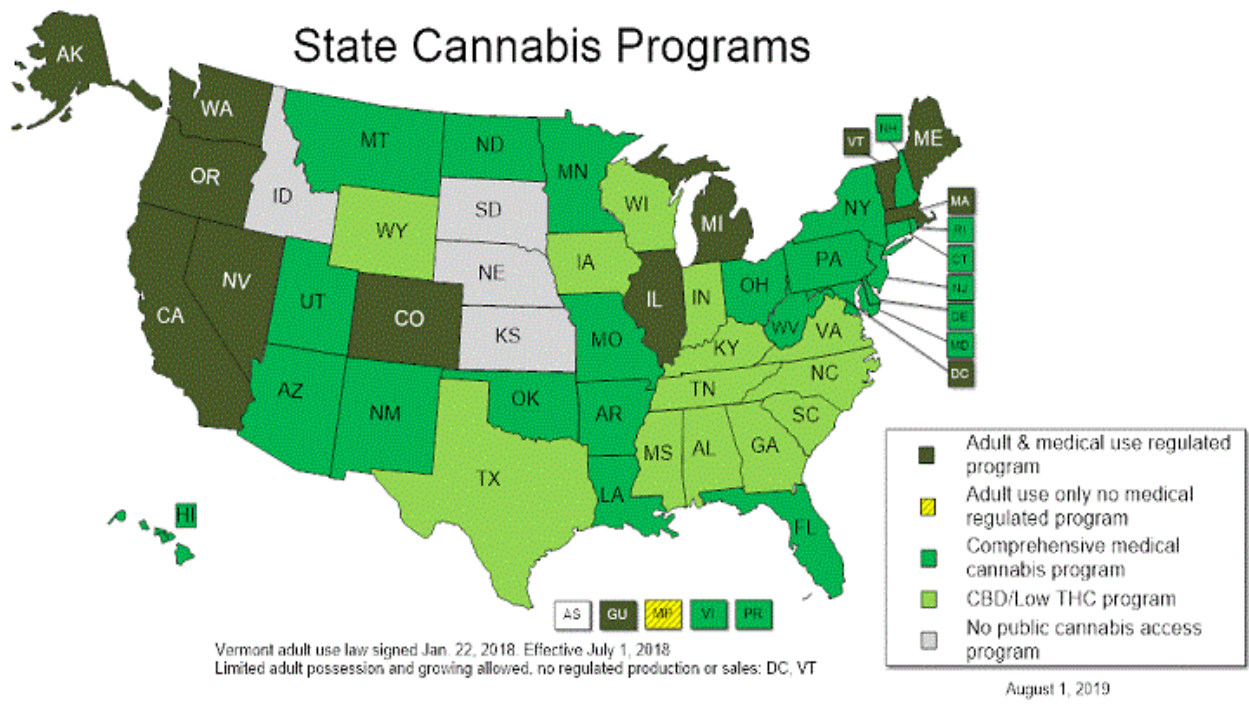 State Cannabis Programs
AK
WA
OR
CA
NV
ID
MT
WY
UT
AZ
CO
NM
ND
SD
NE
KS
OK
TX
MN
IA
MO
AR
LA
WI
IL
MI
IN
OH
KY
TN
MS
AL
GA
FL
SC
NC
VA
WV
PA
NY
VT
NH
ME
MA
RI
CT
NJ
DE
MD
DC
HI
AS
GU
MP
VI
PR
Adult & medical use regulated
program
Adult use only no medical
regulated program
Comprehensive medical
cannabis program
CBD/Low THC program
No public cannabis access
program
Vermont adult use law signed Jan. 22, 2018. Effective July 1, 2018
Limited adult possession and growing allowed, no regulated production or sales: DC, VT
August 1, 2019